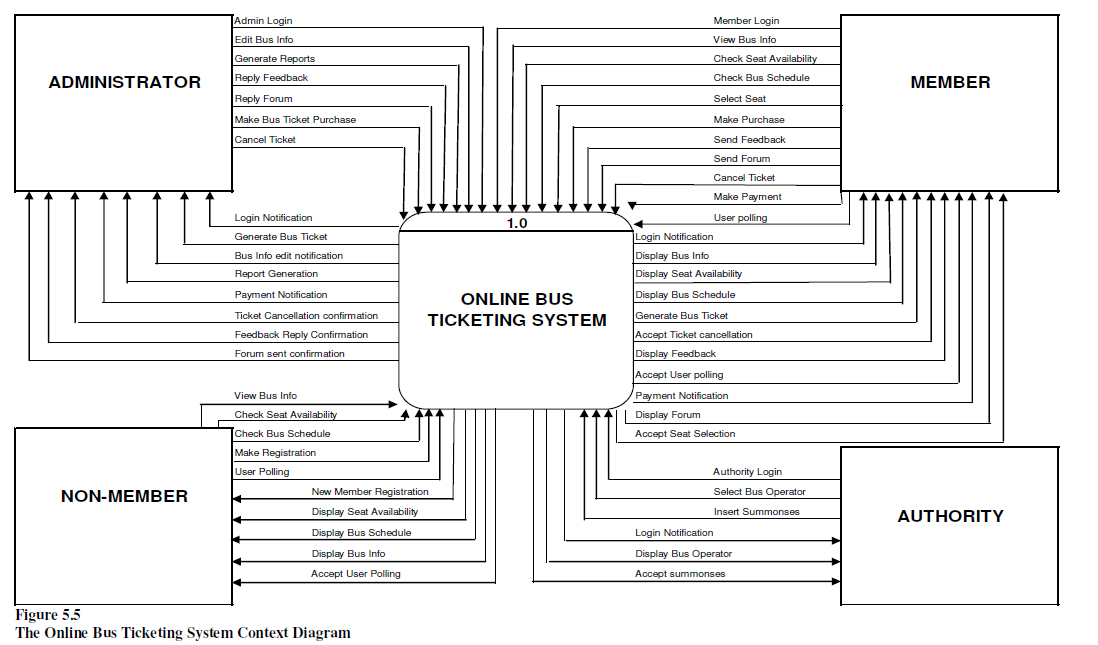 ADMINISTRATOR
Admin Login
Edit Bus Info
Generate Reports
Reply Feedback
Reply Forum
Make Bus Ticket Purchase
Cancel Ticket
Member Login
View Bus Info
Check Seat Availability
Check Bus Schedule
Select Seat
Make Purchase
Send Feedback
Send Forum
Cancel Ticket
Make Payment
User polling
MEMBER
Login Notification
Generate Bus Ticket
Bus Info edit notification
Report Generation
Payment Notification
Ticket Cancellation confirmation
Feedback Reply Confirmation
Forum sent confirmation
1.0
ONLINE BUS
TICKETING SYSTEM
Login Notification
Display Bus Info
Display Seat Availability
Display Bus Schedule
Generate Bus Ticket
Accept Ticket cancellation
Display Feedback
Accept User polling
Payment Notification
Display Forum
Accept Seat Selection
View Bus Info
Check Seat Availability
Check Bus Schedule
Make Registration
User Polling
NON-MEMBER
New Member Registration
Display Seat Availability
Display Bus Schedule
Display Bus Info
Accept User Polling
Authority Login
Select Bus Operator
Insert Summonses
Login Notification
Display Bus Operator
Accept summonses
AUTHORITY
Figure 5.5
The Online Bus Ticketing System Context Diagram